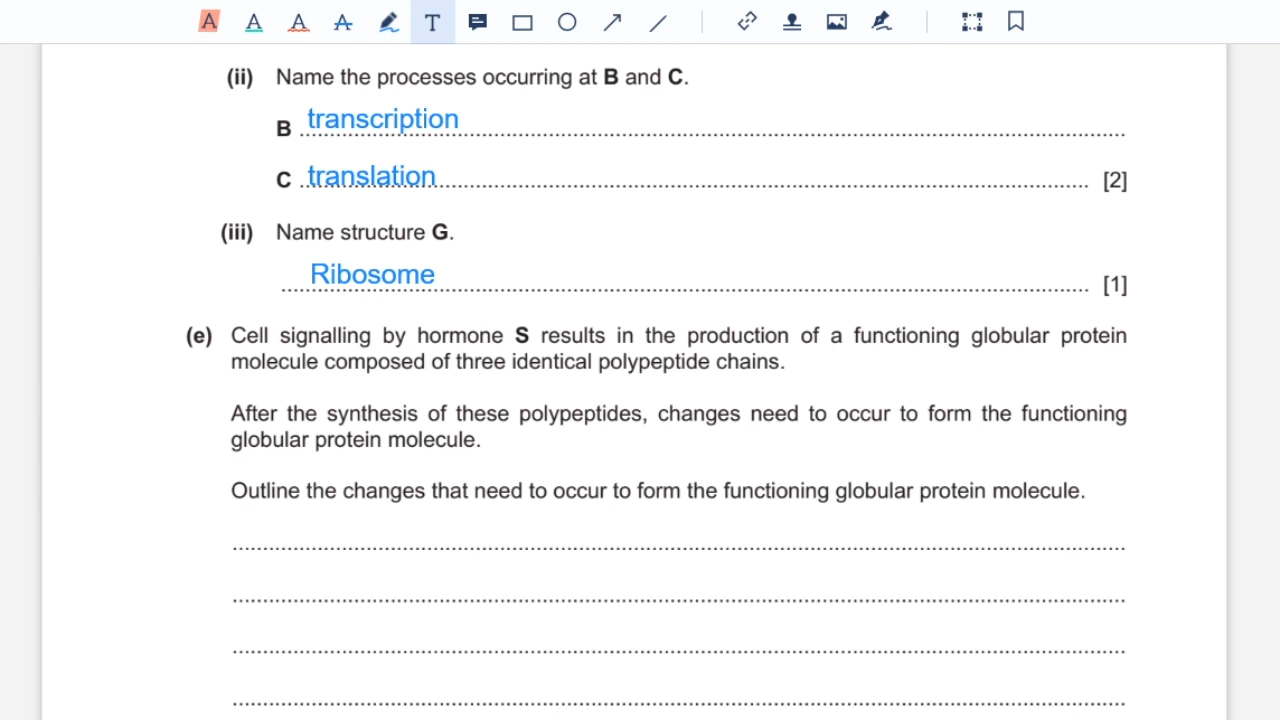 A A A A T
(ii) Name the processes occurring at B and C.
B transcription
C translation [2]
(iii) Name structure G.
Ribosome [1]
(e) Cell signalling by hormone S results in the production of a functioning globular protein
molecule composed of three identical polypeptide chains.
After the synthesis of these polypeptides, changes need to occur to form the functioning
globular protein molecule.
Outline the changes that need to occur to form the functioning globular protein molecule.